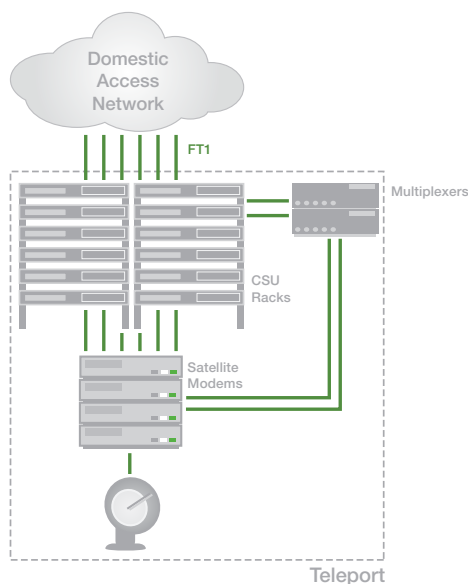 Domestic
Access
Network
FT1
Multiplexers
CSU
Racks
Satellite
Modems
Teleport